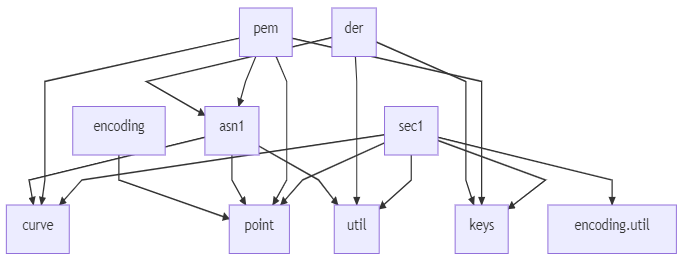 pem
der
encoding
asn1
sec1
curve
point
util
keys
encoding.util